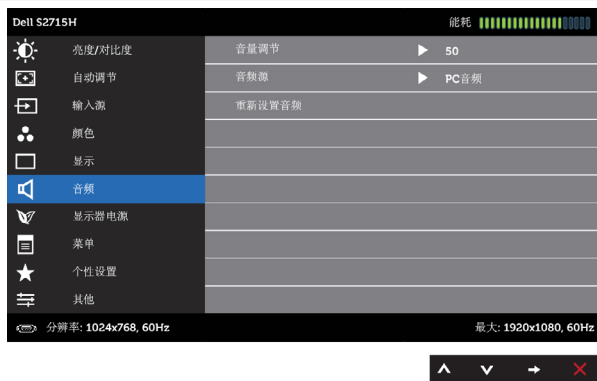 Dell S2715H 能耗
亮度/对比度 音量调节 50
自动调节 音频源 PC音频
输入源 重新设置音频
颜色
显示
音频
显示器电源
菜单
个性设置
其他
分辨率: 1024x768, 60Hz 最大: 1920x1080, 60Hz